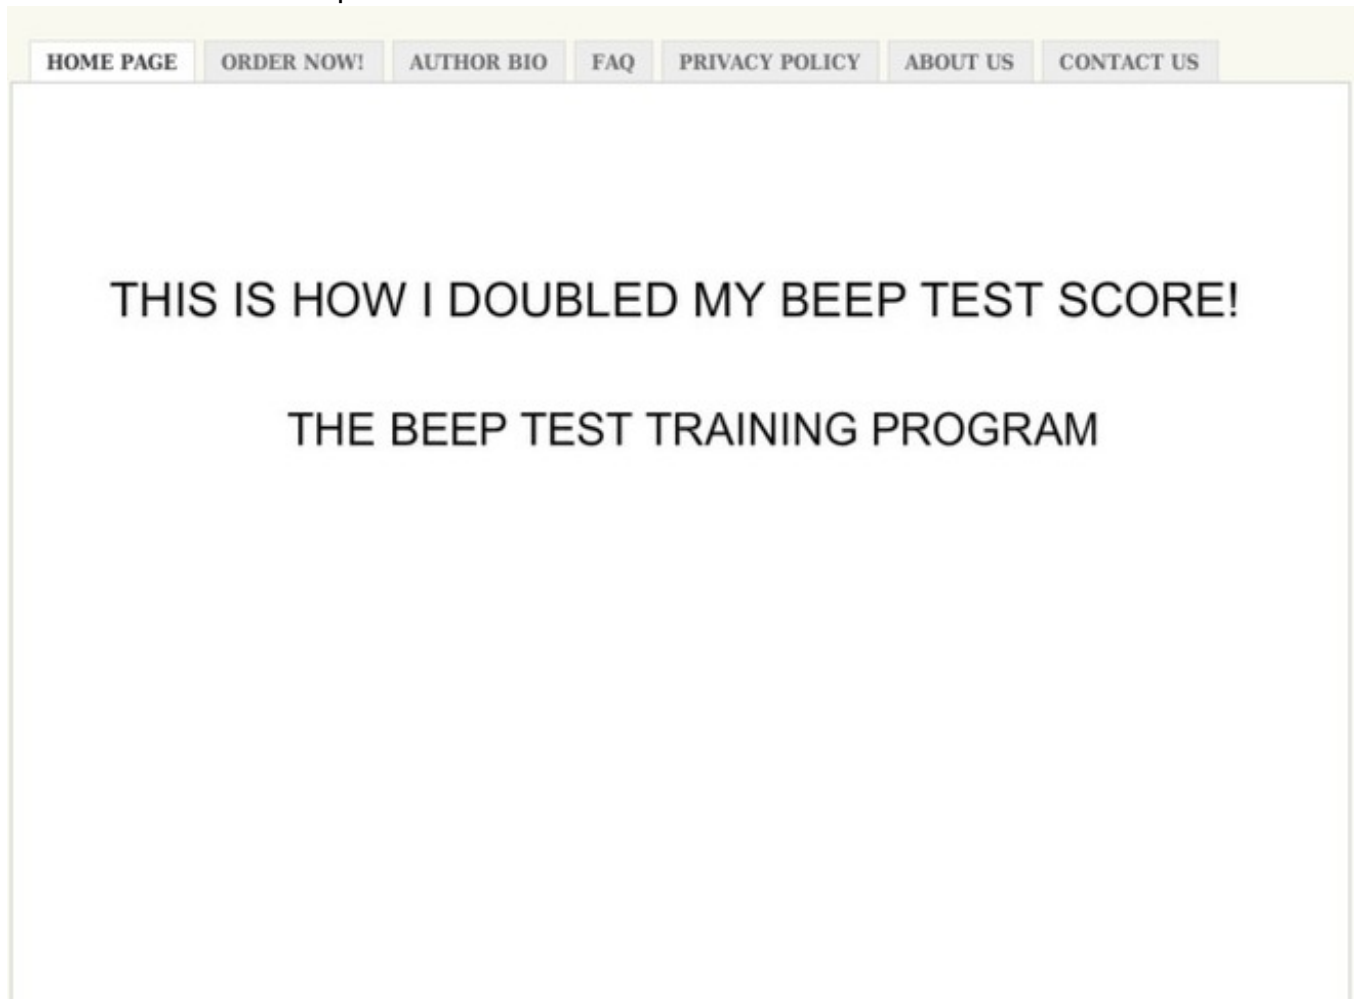 HOME PAGE ORDER NOW! AUTHOR BIO FAQ PRIVACY POLICY ABOUT US CONTACT US
THIS IS HOW I DOUBLED MY BEEP TEST SCORE!
THE BEEP TEST TRAINING PROGRAM